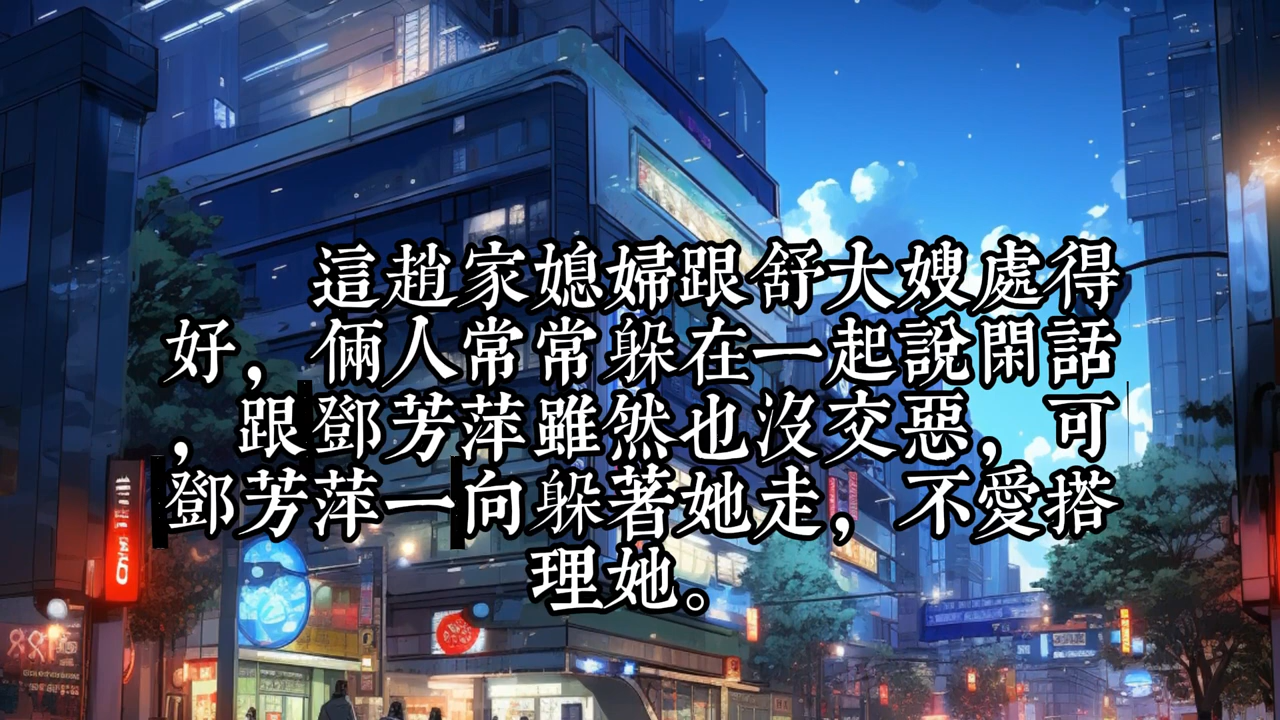 這趙家媳婦跟舒大嫂處得
好，倆人常常躲在一起說閑話
，跟鄧芳萍雖然也沒交惡，可
鄧芳萍一向躲著她走，不愛搭
理她。